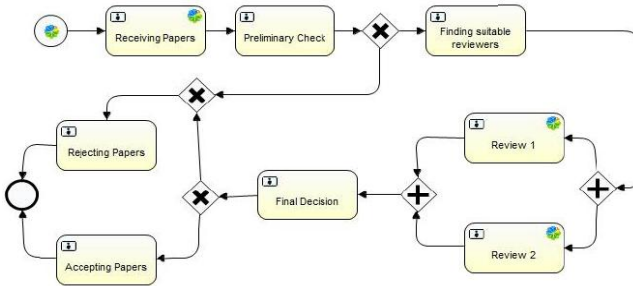 Receiving Papers
Preliminary Check
Finding suitable
reviewers
Review 1
Rejecting Papers
Final Decision
Review 2
Accepting Papers